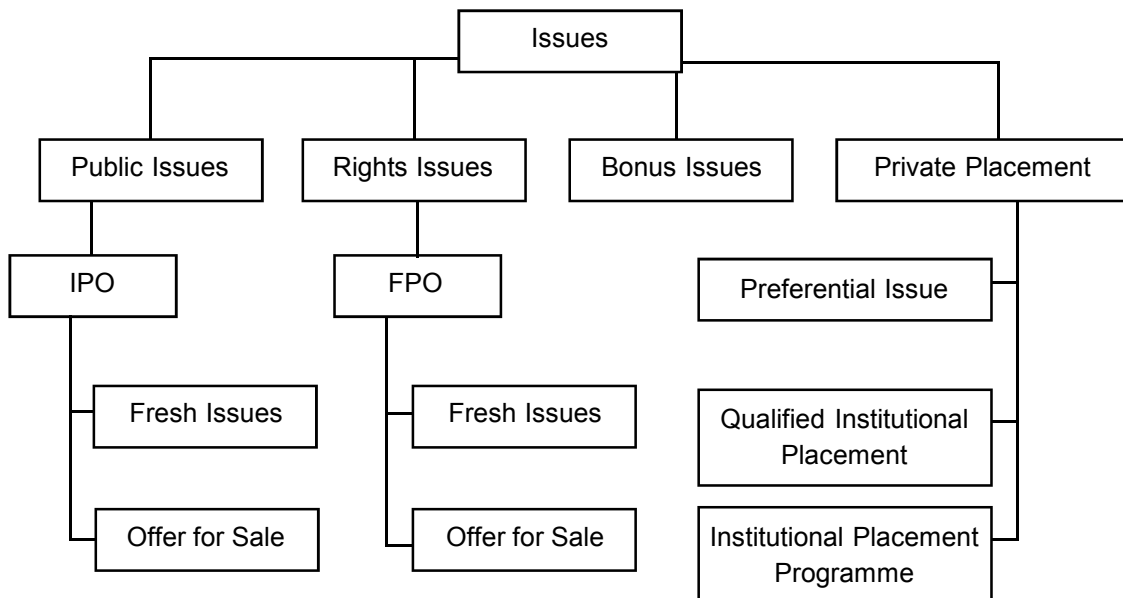 Issues
Public Issues
Rights Issues
Bonus Issues
Private Placement
IPO
FPO
Preferential Issue
Fresh Issues
Fresh Issues
Qualified Institutional
Placement
Offer for Sale
Offer for Sale
Institutional Placement
Programme